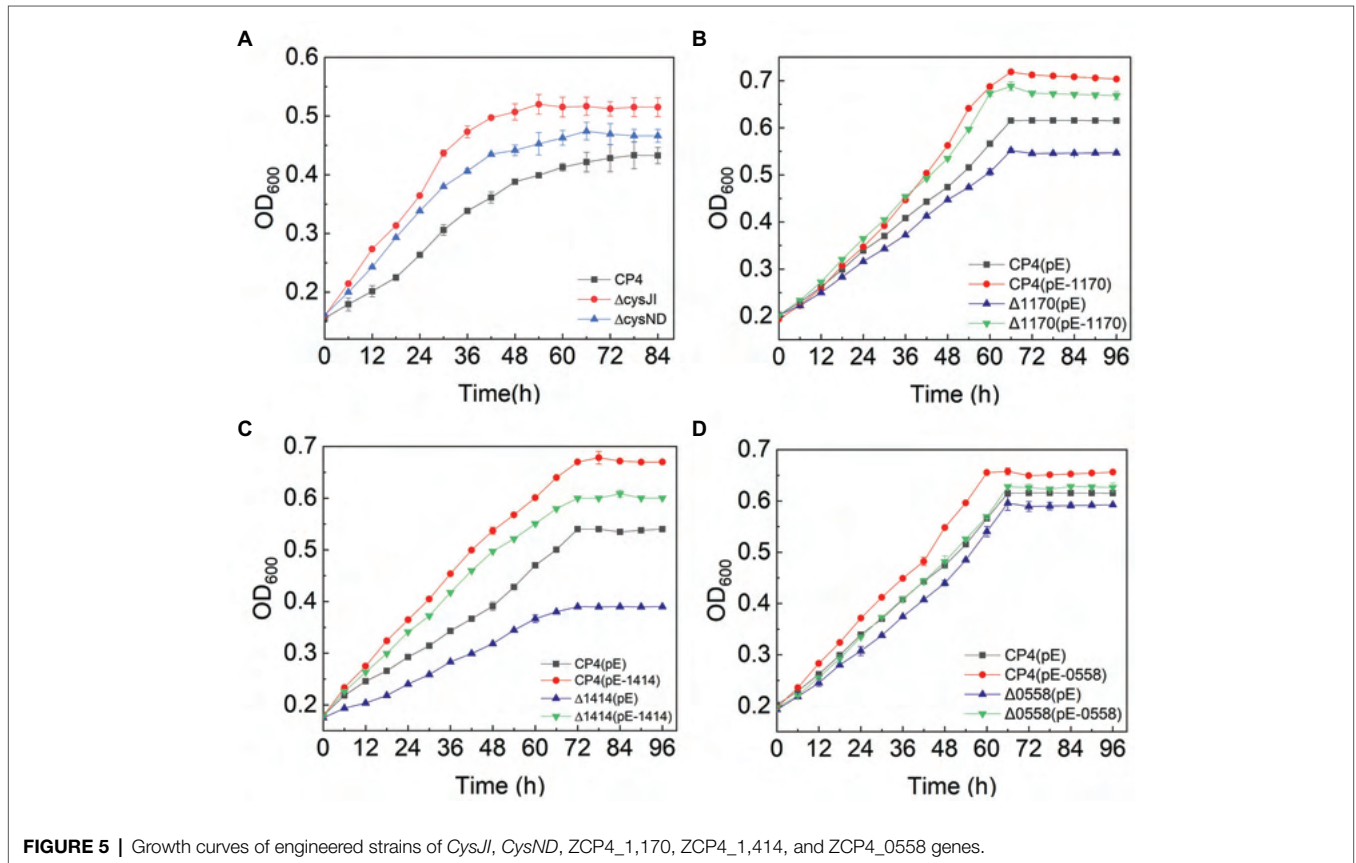 A
0.6
0.5
0.4
0.3
0.2
OD600
0 12 24 36 48 60 72 84
Time(h)
CP4
ΔcysJI
ΔcysND
B
0.7
0.6
0.5
0.4
0.3
0.2
OD600
0 12 24 36 48 60 72 84 96
Time (h)
CP4(pE)
CP4(pE-1170)
Δ1170(pE)
Δ1170(pE-1170)
C
0.7
0.6
0.5
0.4
0.3
0.2
OD600
0 12 24 36 48 60 72 84 96
Time (h)
CP4(pE)
CP4(pE-1414)
Δ1414(pE)
Δ1414(pE-1414)
D
0.7
0.6
0.5
0.4
0.3
0.2
OD600
0 12 24 36 48 60 72 84 96
Time (h)
CP4(pE)
CP4(pE-0558)
Δ0558(pE)
Δ0558(pE-0558)
FIGURE 5 | Growth curves of engineered strains of CysJI, CysND, ZCP4_1,170, ZCP4_1,414, and ZCP4_0558 genes.